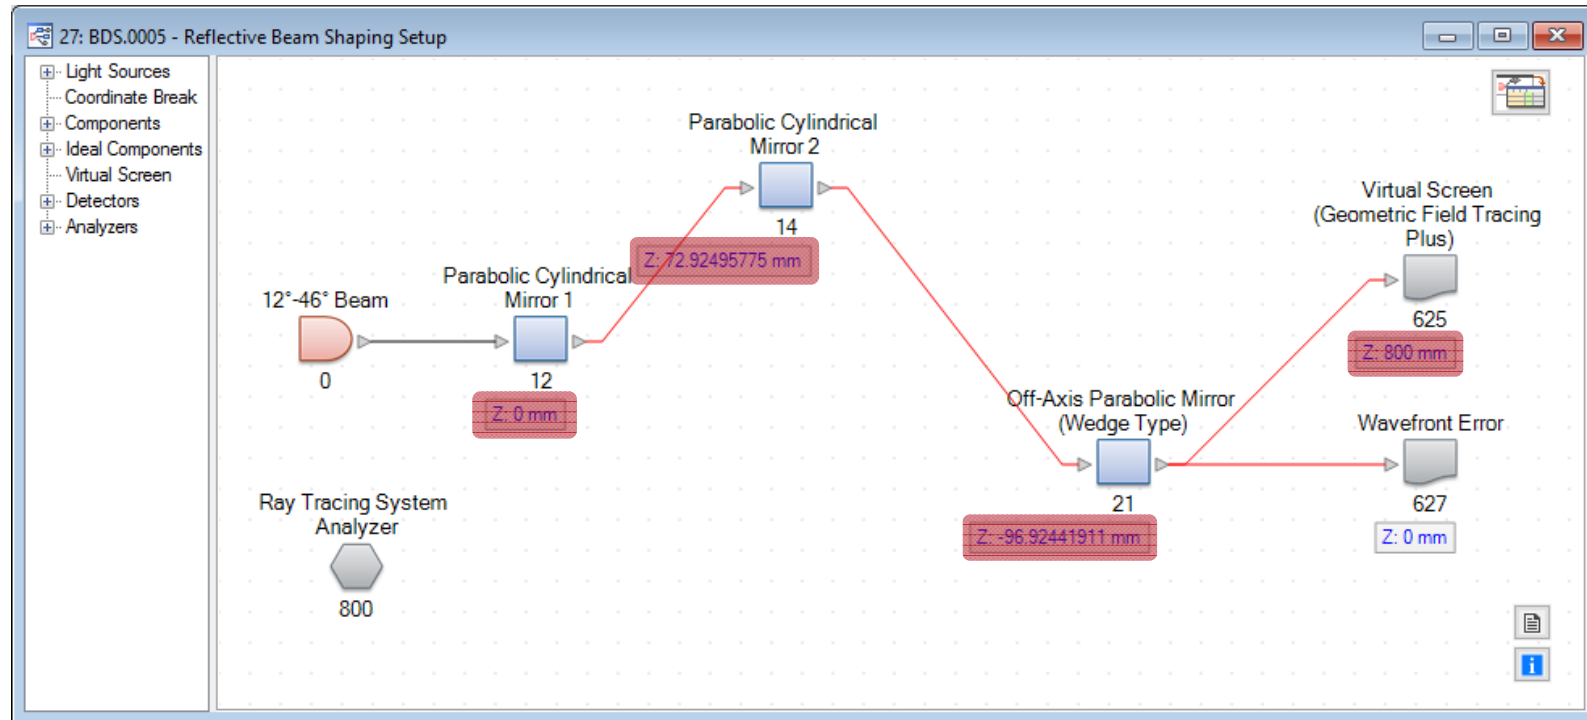 27: BDS.0005 - Reflective Beam Shaping Setup
Light Sources
Coordinate Break
Components
Ideal Components
Virtual Screen
Detectors
Analyzers
Parabolic Cylindrical
Mirror 2
14
Z: 72.92495775 mm
Virtual Screen
(Geometric Field Tracing
Plus)
625
Z: 800 mm
Parabolic Cylindrical
Mirror 1
12
Z: 0 mm
12°-46° Beam
0
Off-Axis Parabolic Mirror
(Wedge Type)
21
Z: -96.92441911 mm
Wavefront Error
627
Z: 0 mm
Ray Tracing System
Analyzer
800